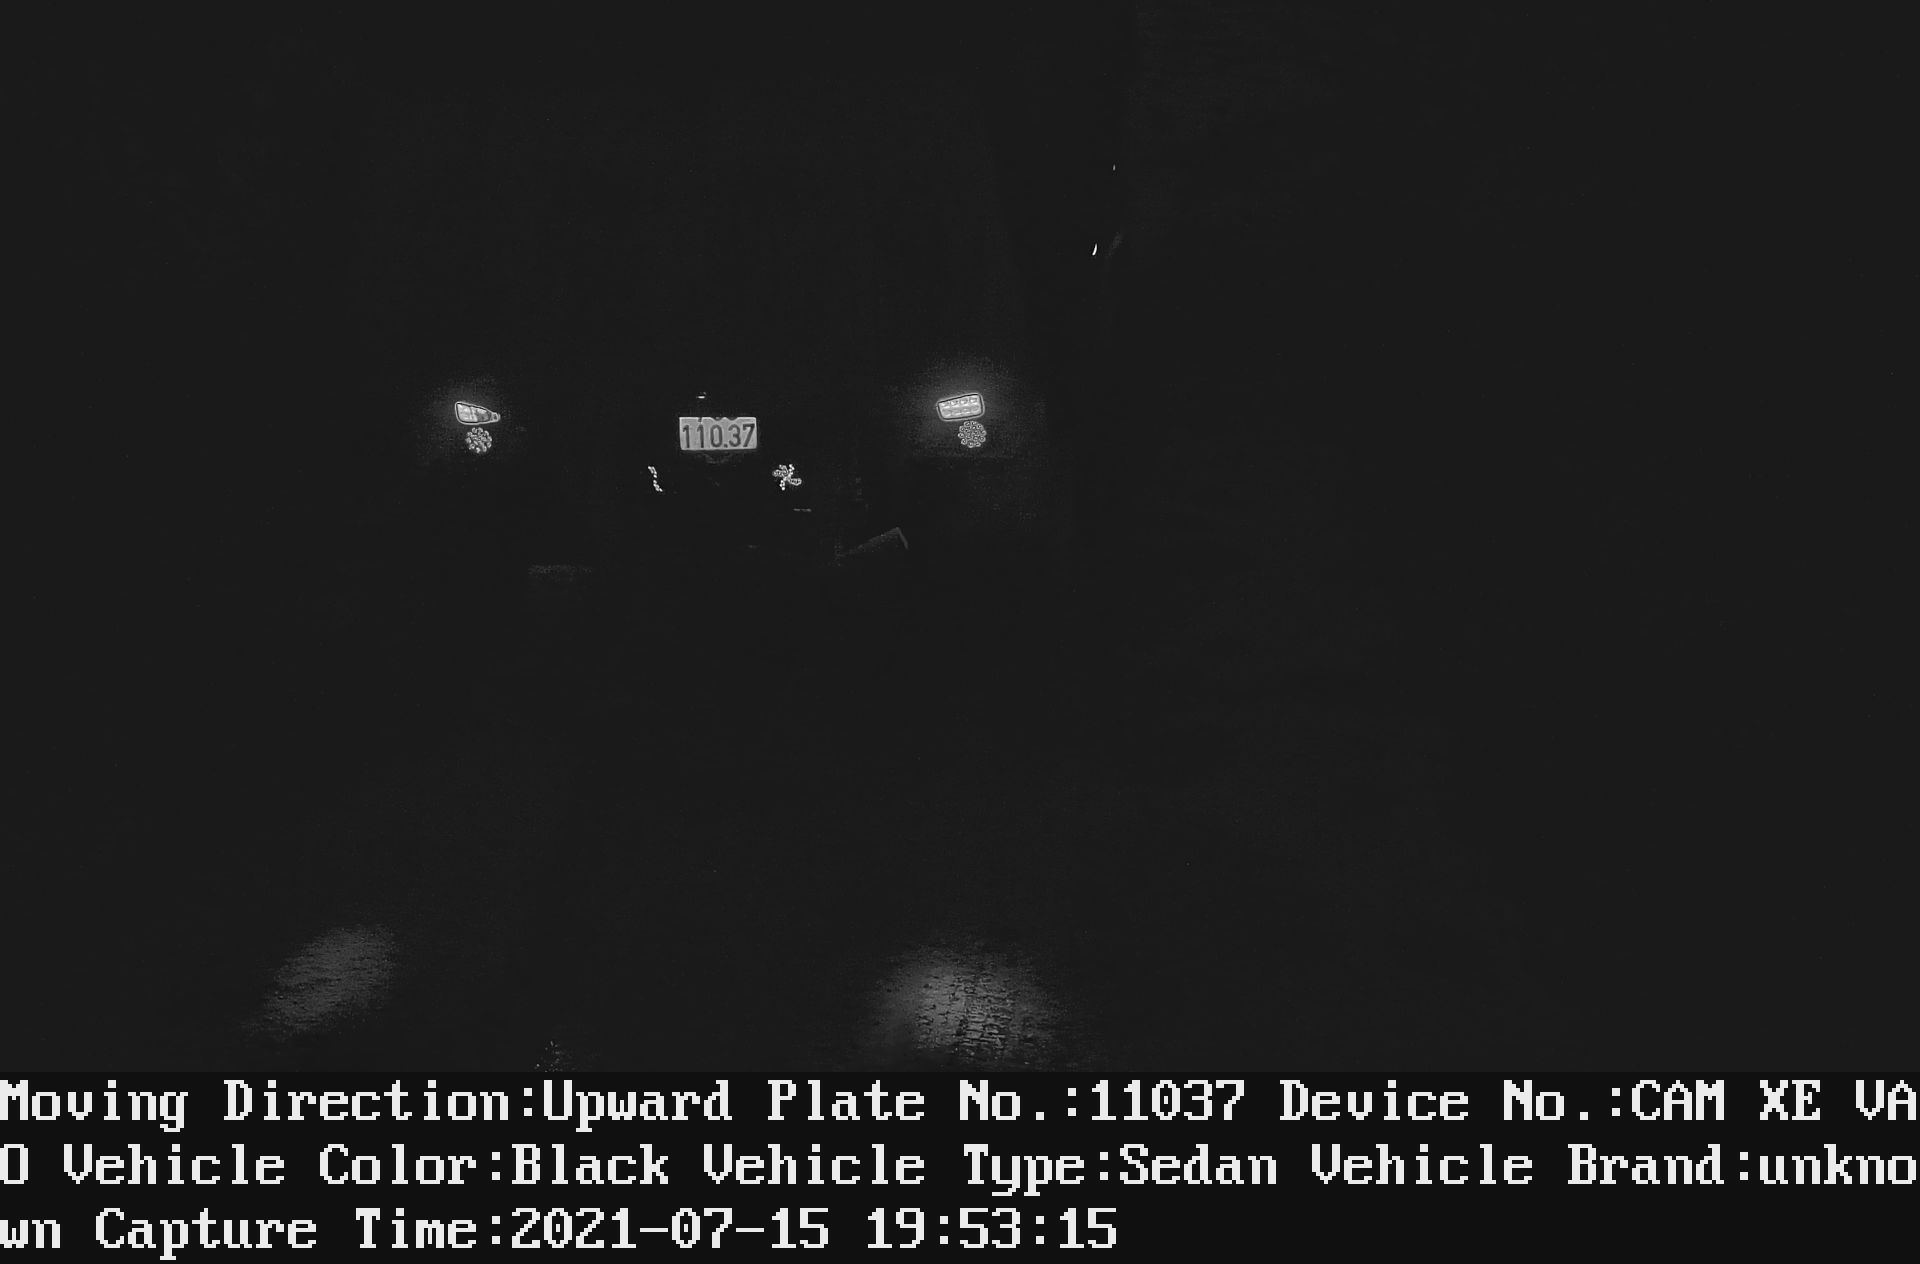 110.37
Moving Direction:Upward Plate No.:11037 Device No.:CAM XE VA
O Vehicle Color:Black Vehicle Type:Sedan Vehicle Brand:unkno
wn Capture Time:2021-07-15 19:53:15